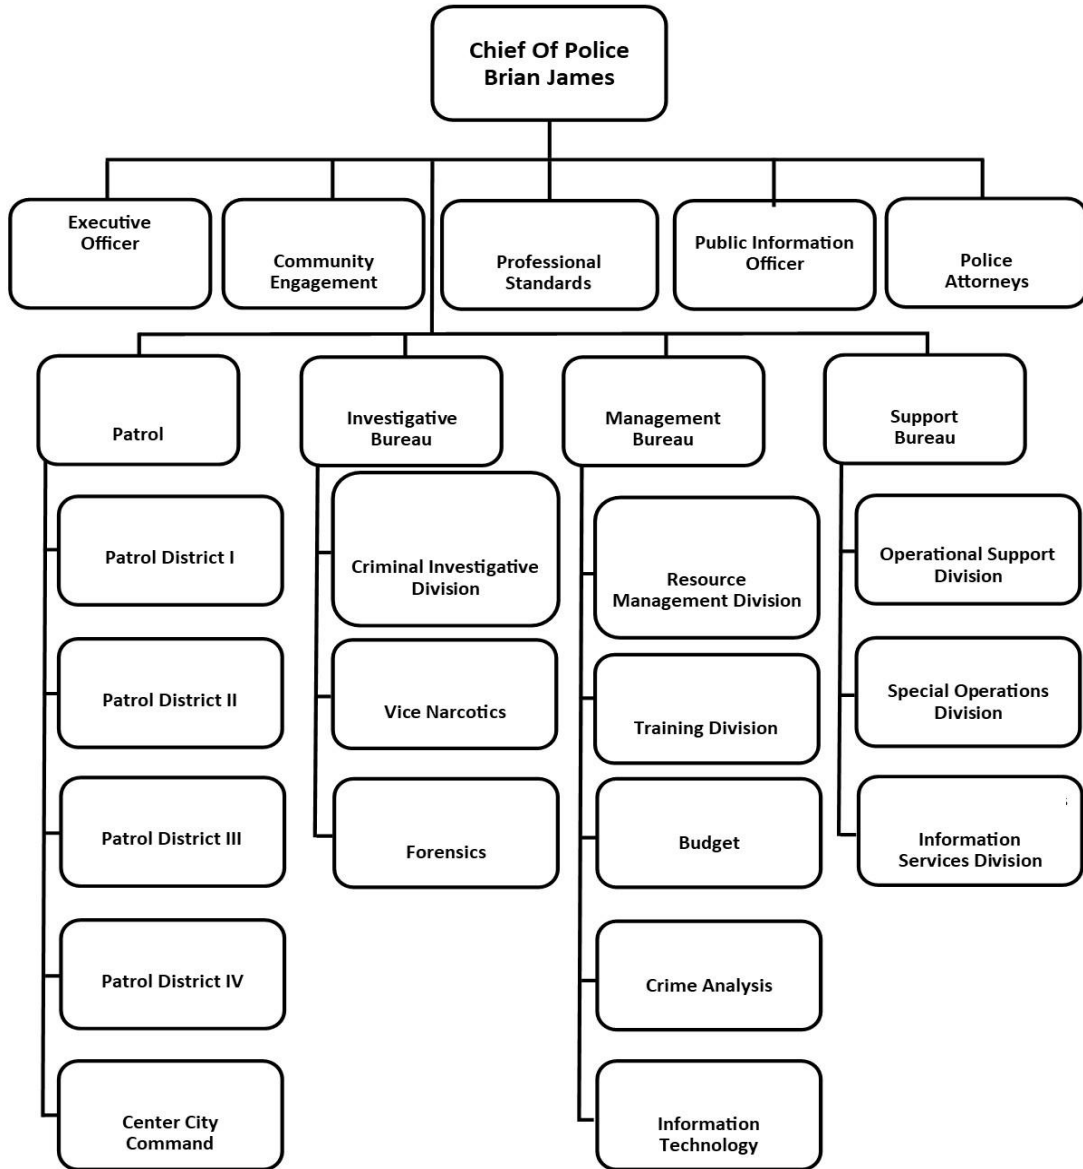 Chief Of Police
Brian James
Executive
Officer
Community
Engagement
Professional
Standards
Public Information
Officer
Police
Attorneys
Patrol
Investigative
Bureau
Management
Bureau
Support
Bureau
Patrol District I
Patrol District II
Patrol District III
Patrol District IV
Center City
Command
Criminal Investigative
Division
Vice Narcotics
Forensics
Resource
Management Division
Training Division
Budget
Crime Analysis
Information
Technology
Operational Support
Division
Special Operations
Division
Information
Services Division